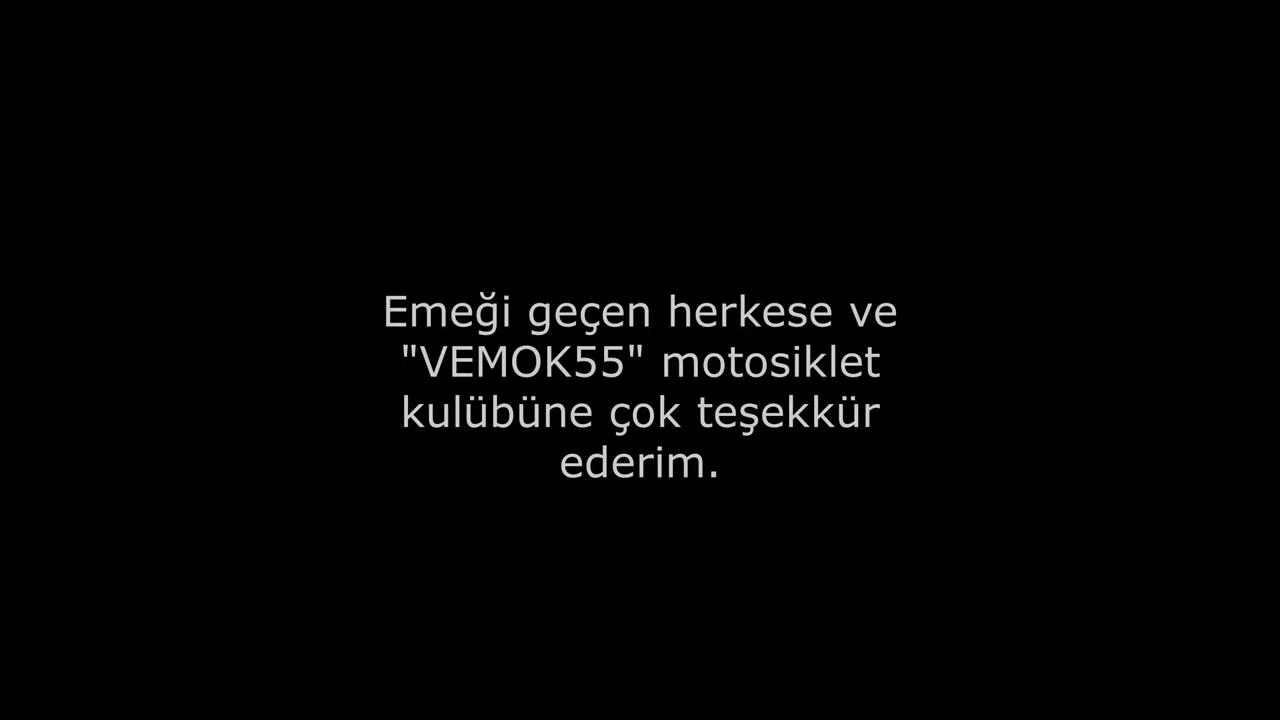 Emeği geçen herkese ve
"VEMOK55" motosiklet
kulübüne çok teşekkür
ederim.